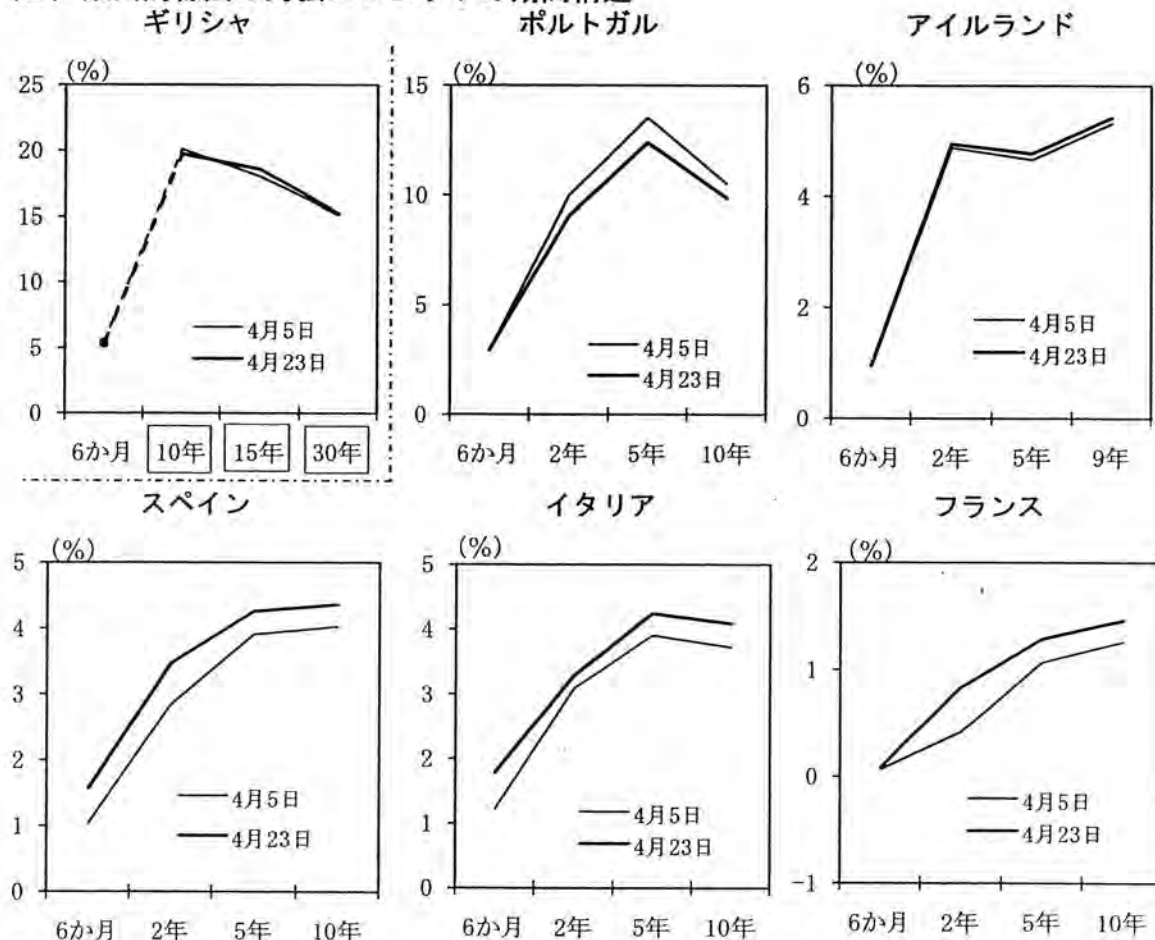 ギリシャ
ポルトガル
アイルランド
(%)
25
20
15
10
5
0
4月5日
4月23日
6か月 10年 15年 30年
15
10
5
0
4月5日
4月23日
6か月 2年 5年 10年
(%)
6
4
2
0
4月5日
4月23日
6か月 2年 5年 9年
スペイン
イタリア
フランス
(%)
5
4
3
2
1
0
4月5日
4月23日
6か月 2年 5年 10年
(%)
5
4
3
2
1
0
4月5日
4月23日
6か月 2年 5年 10年
(%)
2
1
0
-1
4月5日
4月23日
6か月 2年 5年 10年